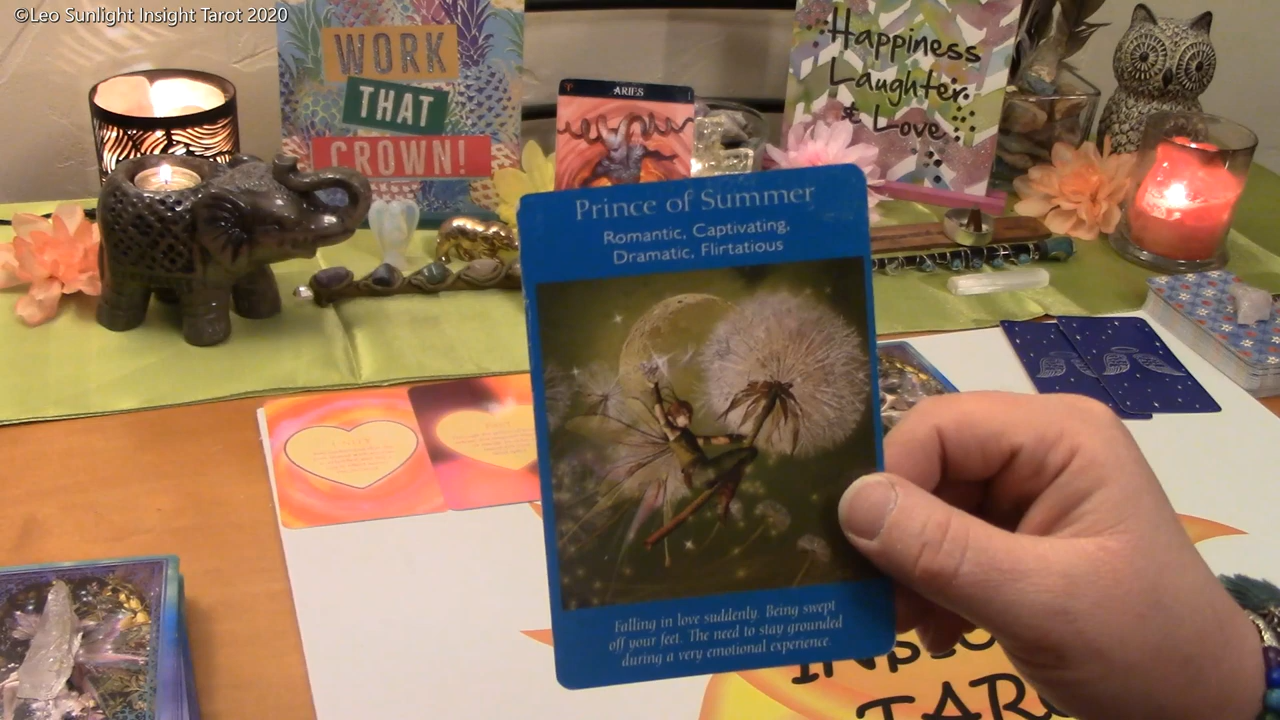 ©Leo Sunlight Insight Tarot 2020
WORK
THAT
CROWN!
ARIES
Happiness
Laughter
& Love
Prince of Summer
Romantic, Captivating,
Dramatic, Flirtatious
Falling in love suddenly. Being swept
off your feet. The need to stay grounded
during a very emotional experience.